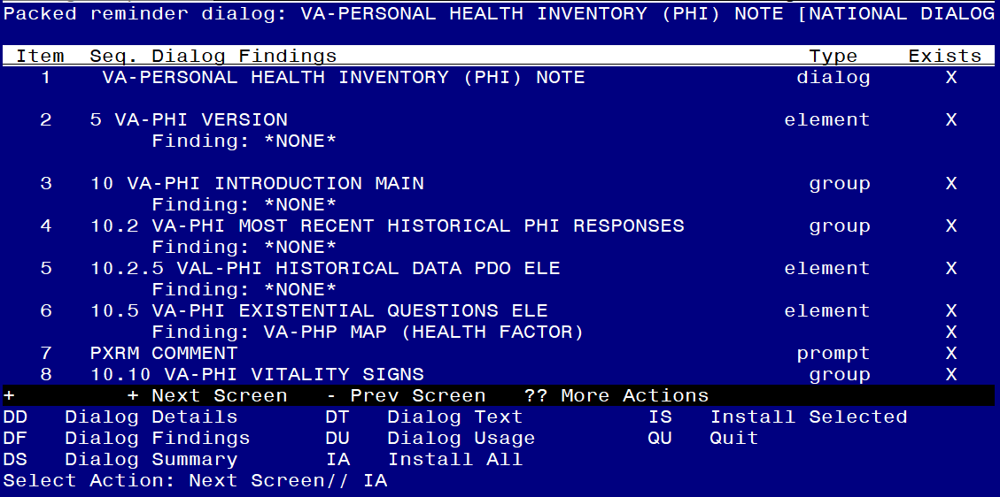 Packed reminder dialog: VA-PERSONAL HEALTH INVENTORY (PHI) NOTE [NATIONAL DIALOG
Item Seq. Dialog Findings Type Exists
1 VA-PERSONAL HEALTH INVENTORY (PHI) NOTE dialog X
2 5 VA-PHI VERSION element X
Finding: *NONE*
3 10 VA-PHI INTRODUCTION MAIN group X
Finding: *NONE*
4 10.2 VA-PHI MOST RECENT HISTORICAL PHI RESPONSES group X
Finding: *NONE*
5 10.2.5 VAL-PHI HISTORICAL DATA PDO ELE element X
Finding: *NONE*
6 10.5 VA-PHI EXISTENTIAL QUESTIONS ELE element X
Finding: VA-PHP MAP (HEALTH FACTOR) X
7 PXRM COMMENT prompt X
8 10.10 VA-PHI VITALITY SIGNS group X
+ + Next Screen - Prev Screen ?? More Actions
DD Dialog Details DT Dialog Text IS Install Selected
DF Dialog Findings DU Dialog Usage QU Quit
DS Dialog Summary IA Install All
Select Action: Next Screen// IA